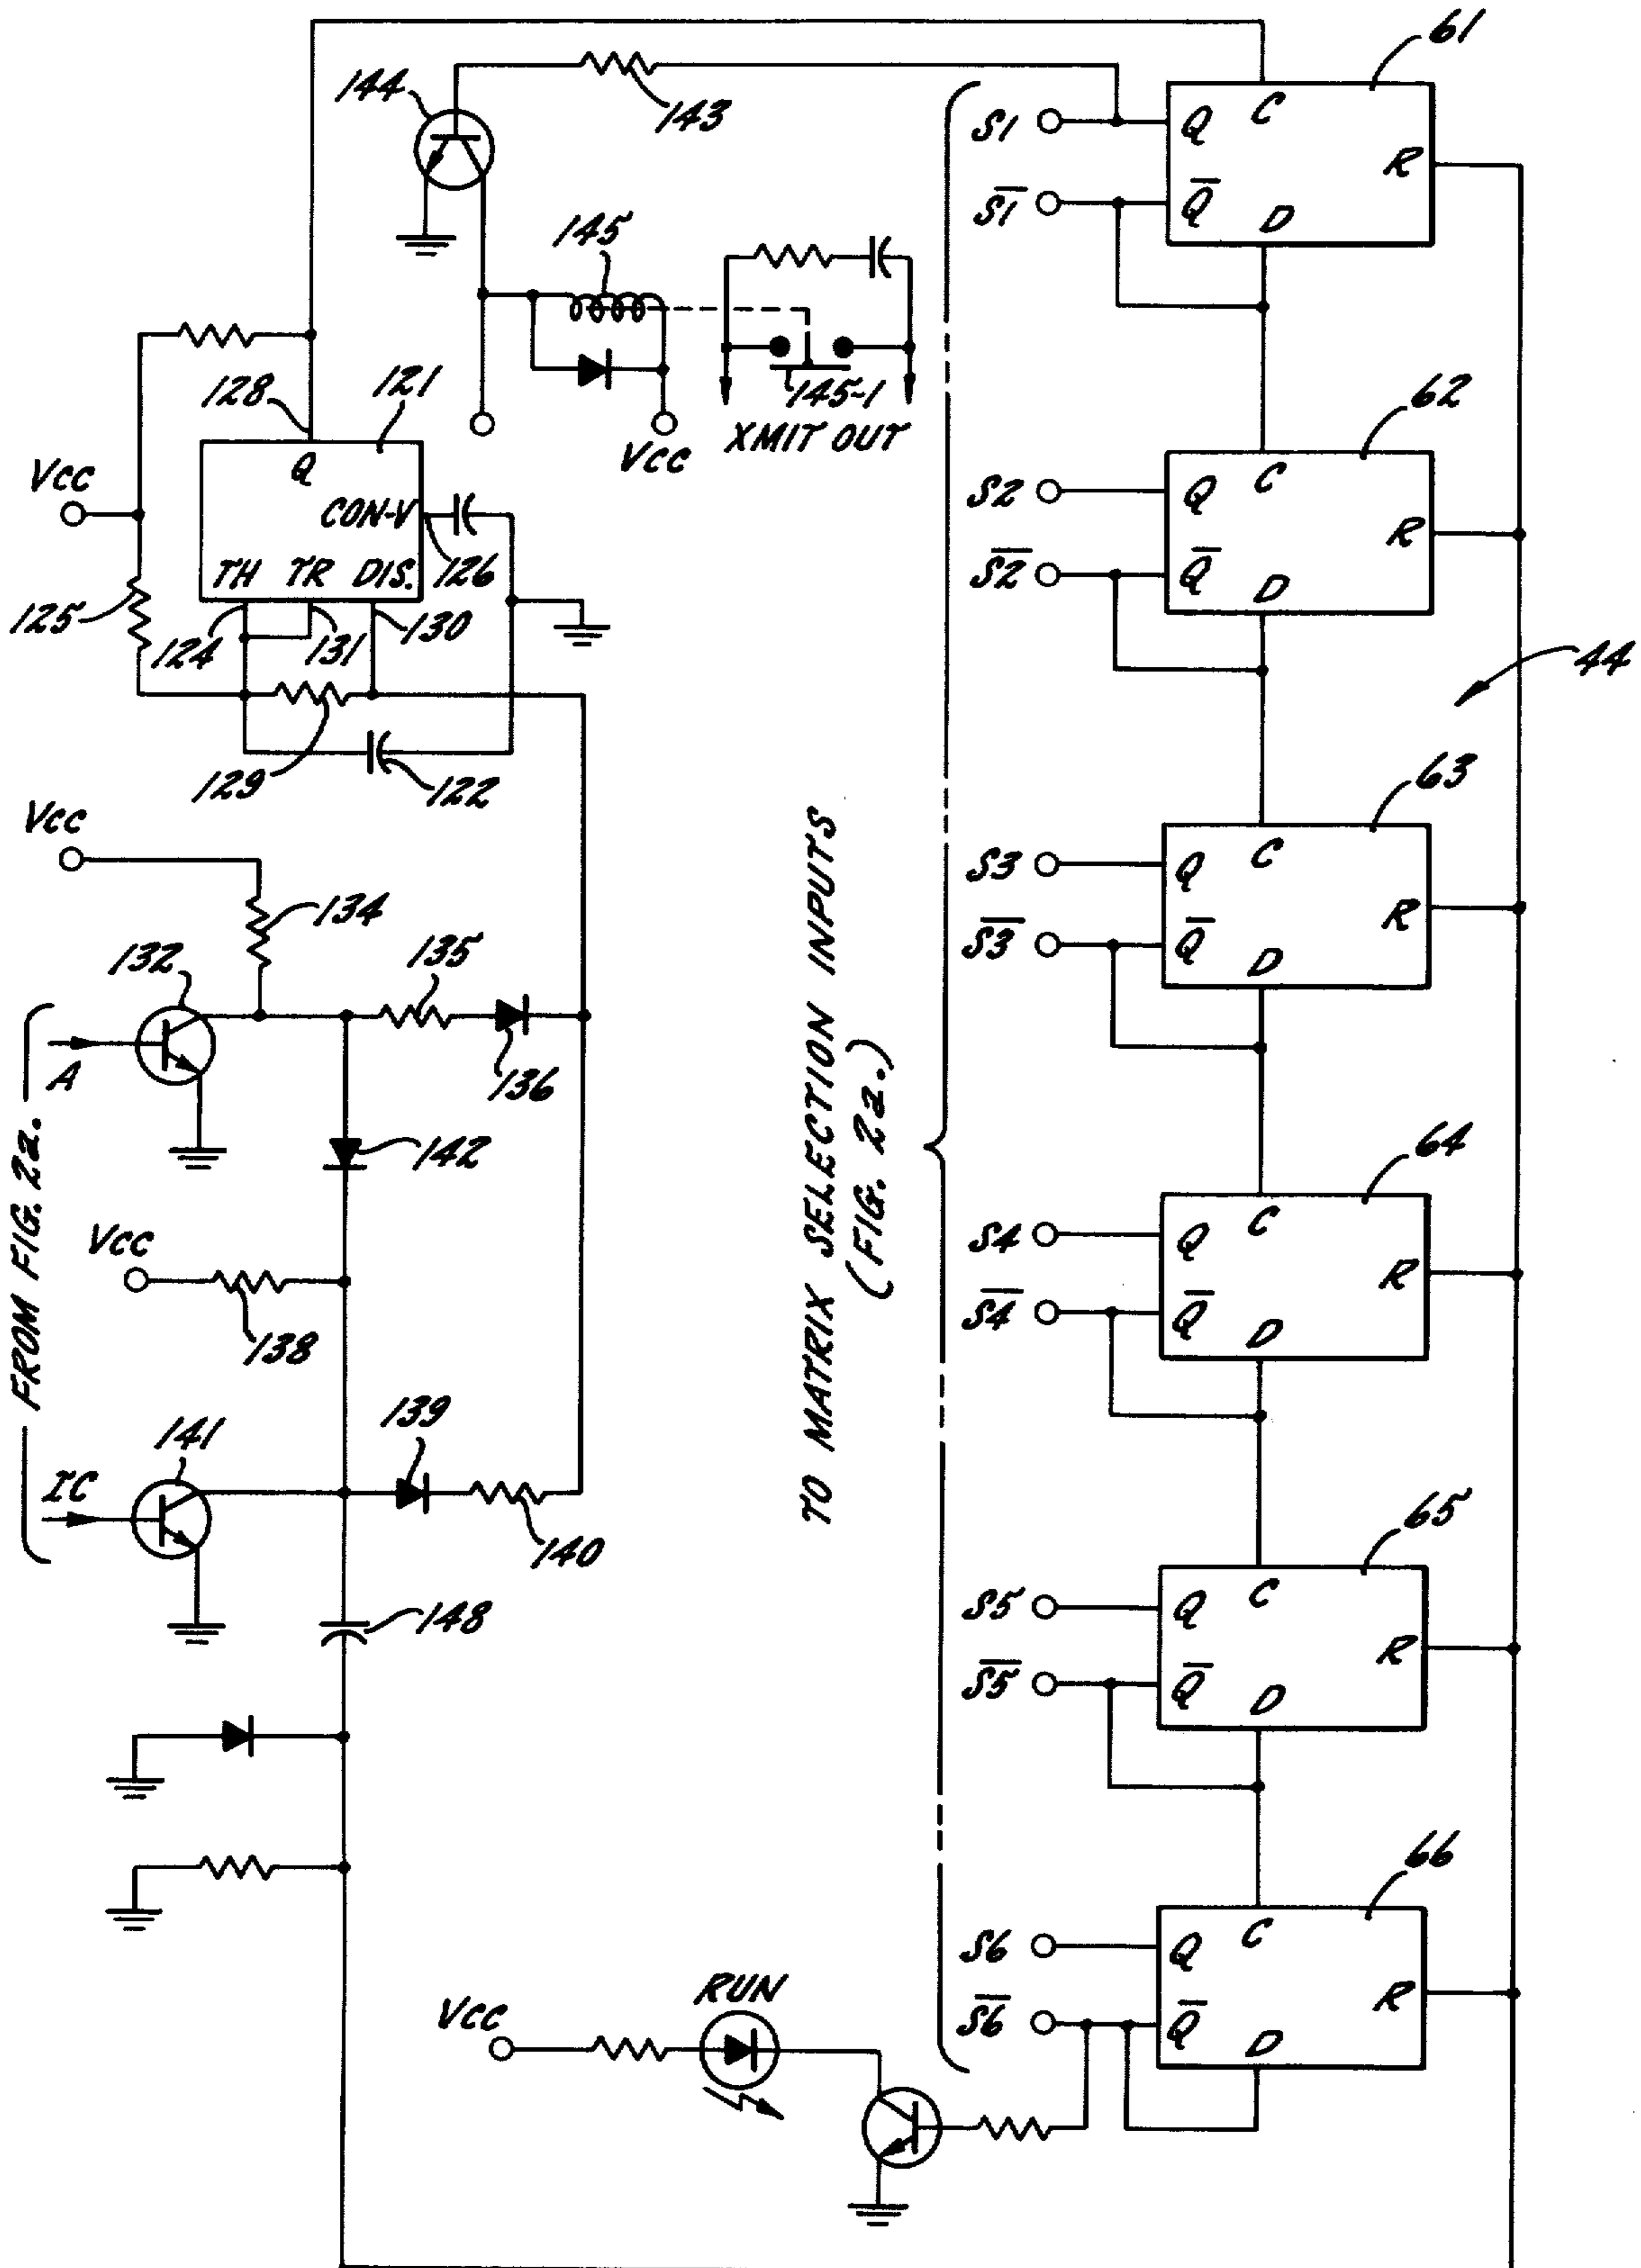 61
144
143
S1
Q
C
R
S̅1̅
Q̅
D
145
128
121
145-1
XMIT OUT
Vcc
62
Vcc
Q
CON-V
TH
TR
DIS.
126
S2
Q
C
R
S̅2̅
Q̅
D
125
124
131
130
44
129
122
63
Vcc
134
132
135
S3
Q
C
R
S̅3̅
Q̅
D
A
136
142
FROM FIG. 2a.
TO MATRIX SELECTION INPUTS
(FIG. 2a.)
64
Vcc
138
S4
Q
C
R
S̅4̅
Q̅
D
141
139
IC
140
65
148
S5
Q
C
R
S̅5̅
Q̅
D
66
S6
Q
C
R
S̅6̅
Q̅
D
Vcc
RUN